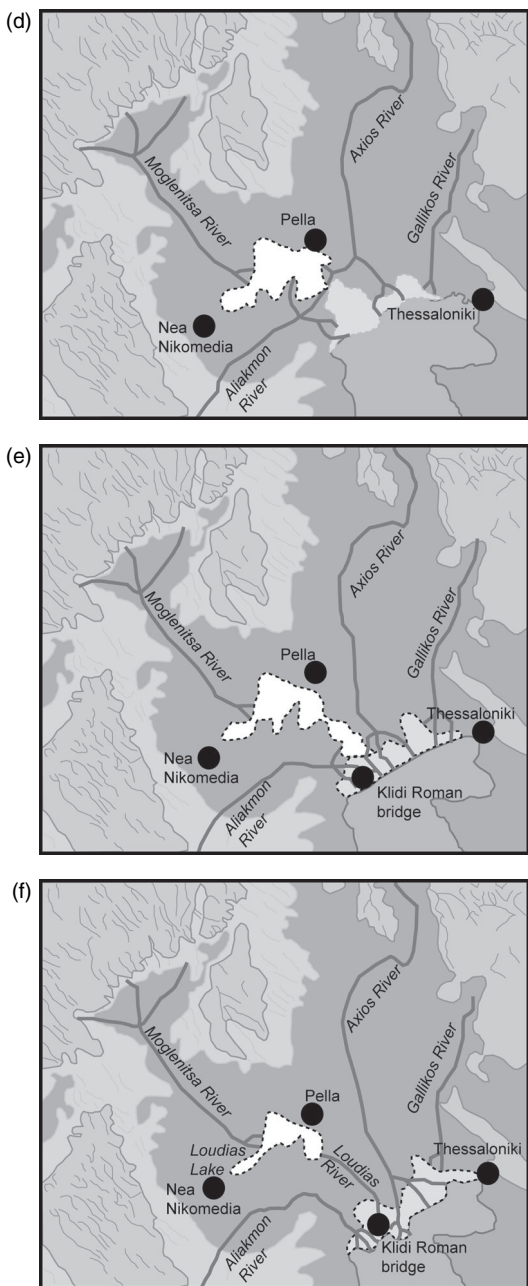 (d)
Axios River
Gallikos River
Moglenitsa River
Pella
Thessaloniki
Nea
Nikomedia
Aliakmon
River
(e)
Axios River
Gallikos River
Moglenitsa River
Pella
Thessaloniki
Nea
Nikomedia
Klidi Roman
bridge
Aliakmon
River
(f)
Axios River
Gallikos River
Moglenitsa River
Pella
Loudias
Lake
Loudias
River
Thessaloniki
Nea
Nikomedia
Aliakmon
River
Klidi Roman
bridge